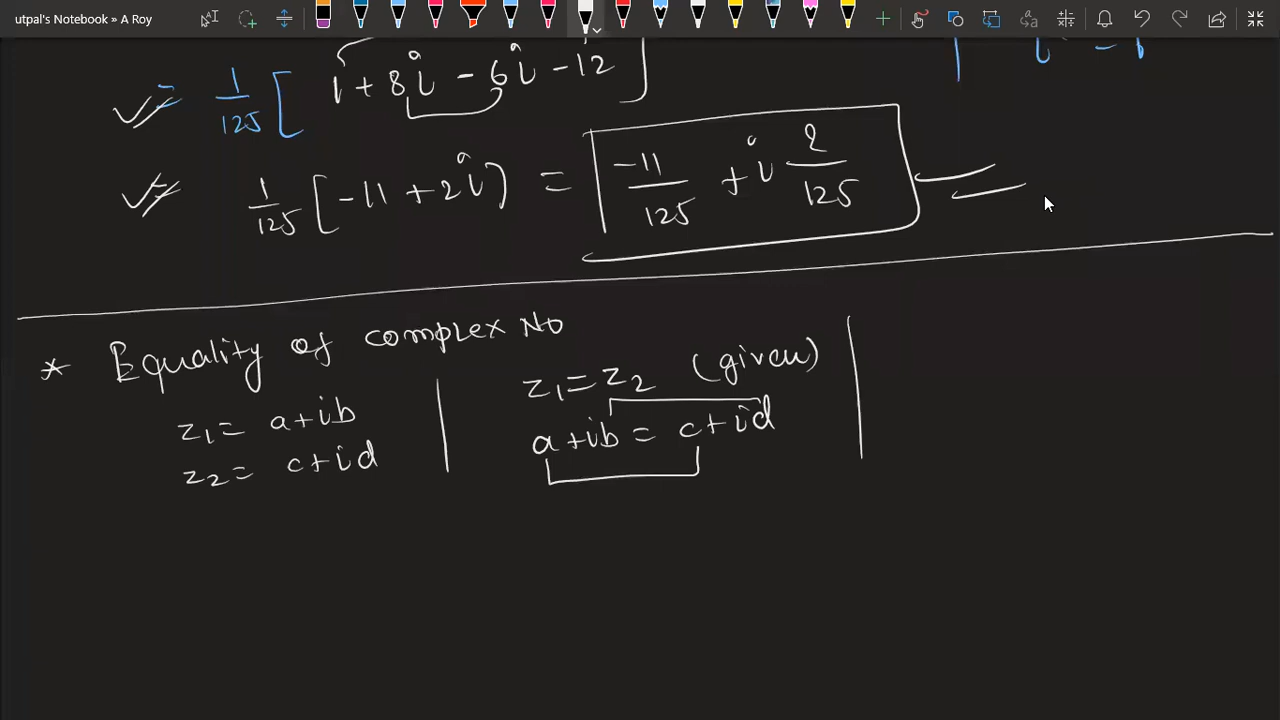 utpal's Notebook » A Roy
= 1/125 [ 1 + 8i - 6i - 12 ]
= 1/125 [ -11 + 2i ) = -11/125 + i 2/125
* Equality of complex No
z1 = a+ib
z2 = c+id
z1 = z2 (given)
a+ib = c+id